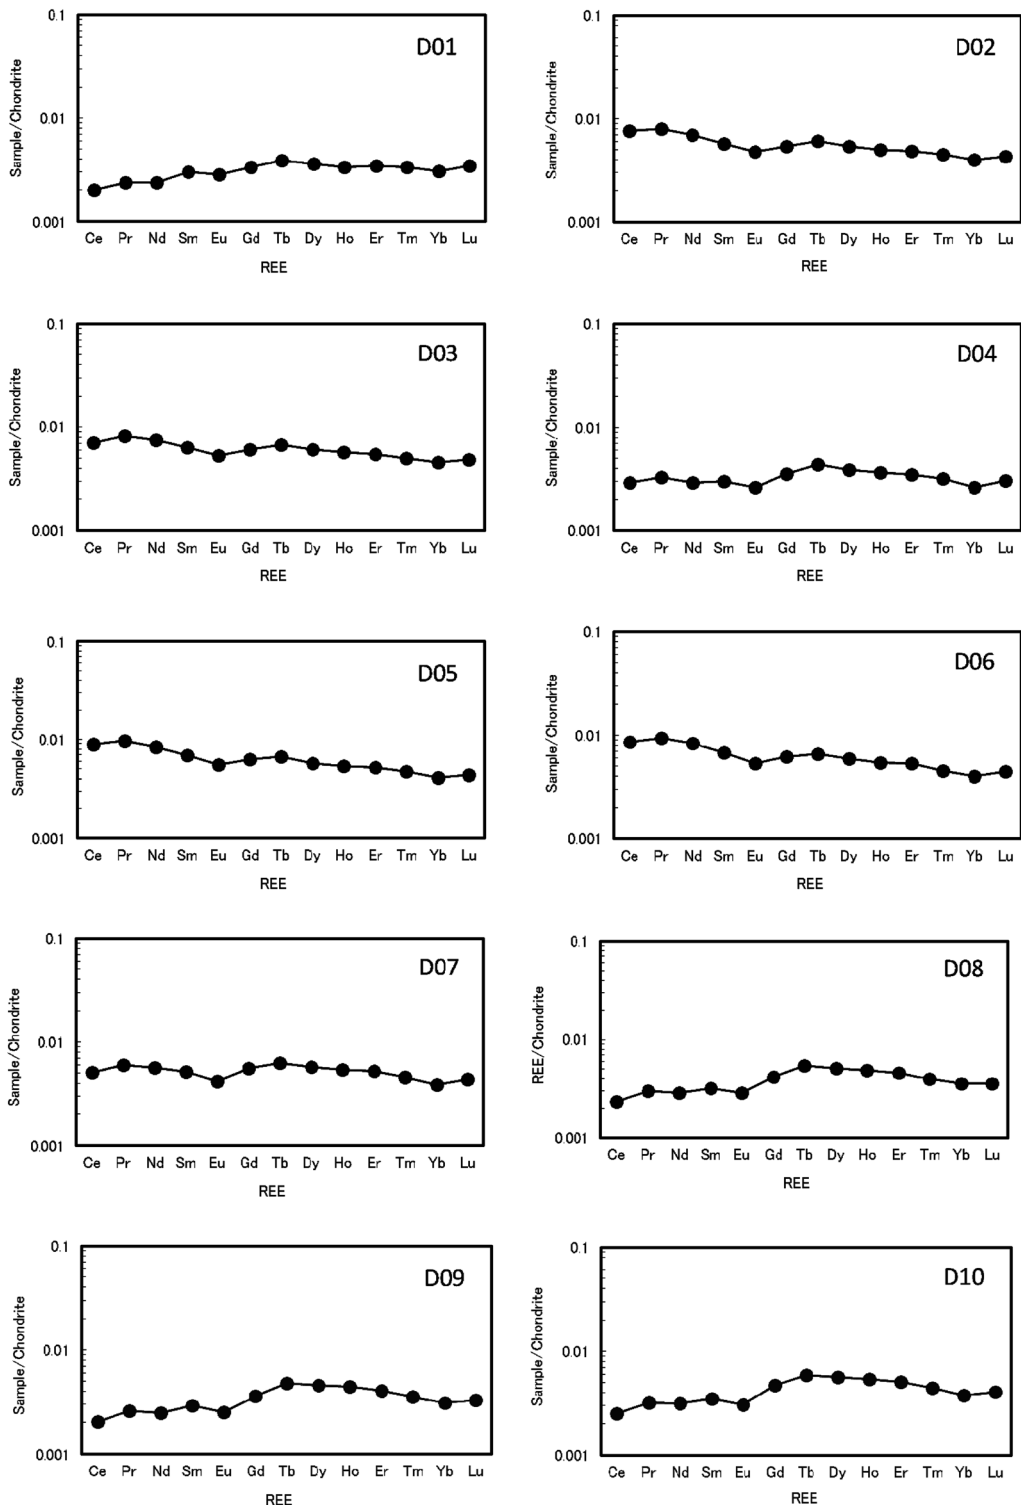 0.1
D01
Sample/Chondrite
0.01
0.001
Ce Pr Nd Sm Eu Gd Tb Dy Ho Er Tm Yb Lu
REE
0.1
D02
Sample/Chondrite
0.01
0.001
Ce Pr Nd Sm Eu Gd Tb Dy Ho Er Tm Yb Lu
REE
0.1
D03
Sample/Chondrite
0.01
0.001
Ce Pr Nd Sm Eu Gd Tb Dy Ho Er Tm Yb Lu
REE
0.1
D04
Sample/Chondrite
0.01
0.001
Ce Pr Nd Sm Eu Gd Tb Dy Ho Er Tm Yb Lu
REE
0.1
D05
Sample/Chondrite
0.01
0.001
Ce Pr Nd Sm Eu Gd Tb Dy Ho Er Tm Yb Lu
REE
0.1
D06
Sample/Chondrite
0.01
0.001
Ce Pr Nd Sm Eu Gd Tb Dy Ho Er Tm Yb Lu
REE
0.1
D07
Sample/Chondrite
0.01
0.001
Ce Pr Nd Sm Eu Gd Tb Dy Ho Er Tm Yb Lu
REE
0.1
D08
REE/Chondrite
0.01
0.001
Ce Pr Nd Sm Eu Gd Tb Dy Ho Er Tm Yb Lu
REE
0.1
D09
Sample/Chondrite
0.01
0.001
Ce Pr Nd Sm Eu Gd Tb Dy Ho Er Tm Yb Lu
REE
0.1
D10
Sample/Chondrite
0.01
0.001
Ce Pr Nd Sm Eu Gd Tb Dy Ho Er Tm Yb Lu
REE